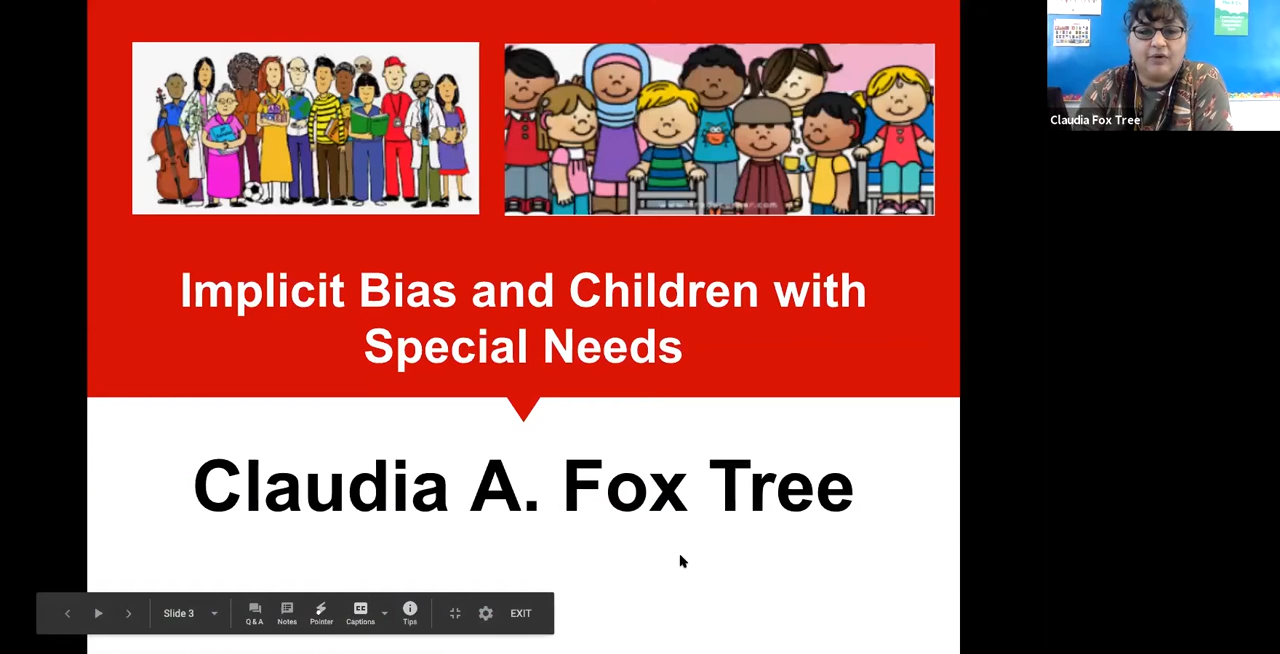 Claudia Fox Tree
Implicit Bias and Children with
Special Needs
Claudia A. Fox Tree
Slide 3
Q & A
Notes
Pointer
Captions
Tips
EXIT